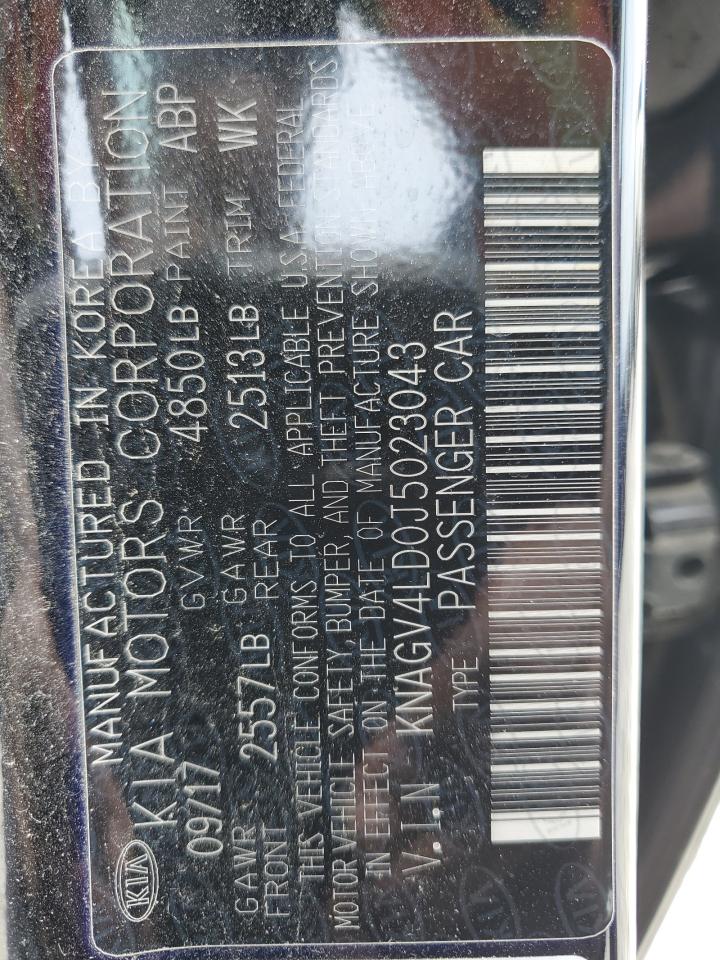 KIA
MANUFACTURED IN KOREA BY
KIA MOTORS CORPORATION
09/17 GVWR 4850LB PAINT ABP
GAWR FRONT 2557LB GAWR REAR 2513LB TRIM WK
THIS VEHICLE CONFORMS TO ALL APPLICABLE U.S.A. FEDERAL
MOTOR VEHICLE SAFETY, BUMPER, AND THEFT PREVENTION STANDARDS
IN EFFECT ON THE DATE OF MANUFACTURE SHOWN ABOVE
V.I.N KNAGV4LD0J5023043
TYPE PASSENGER CAR